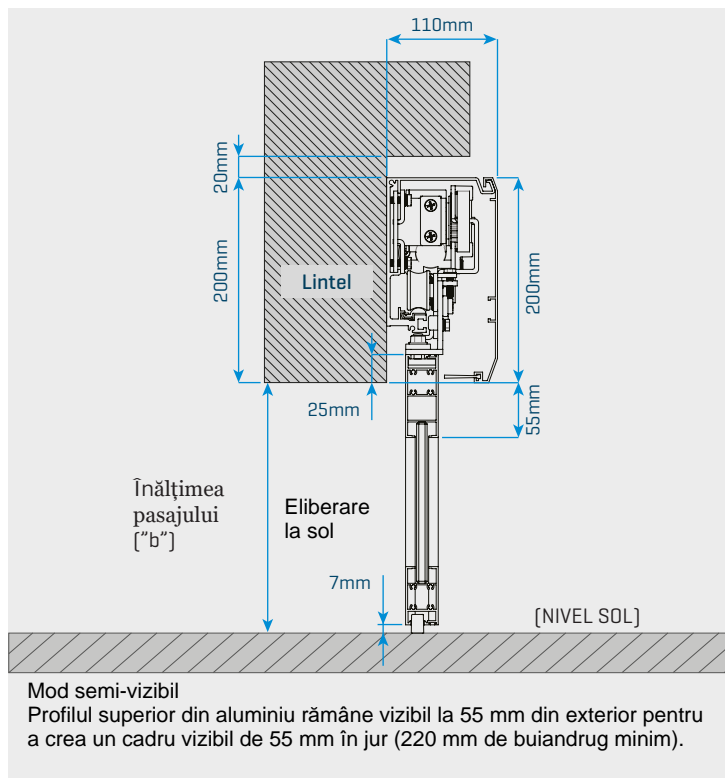 110mm
20mm
200mm
Lintel
200mm
25mm
55mm
Înălțimea
pasajului
("b")
Eliberare
la sol
7mm
(NIVEL SOL)
Mod semi-vizibil
Profilul superior din aluminiu rămâne vizibil la 55 mm din exterior pentru
a crea un cadru vizibil de 55 mm în jur (220 mm de buiandrug minim).